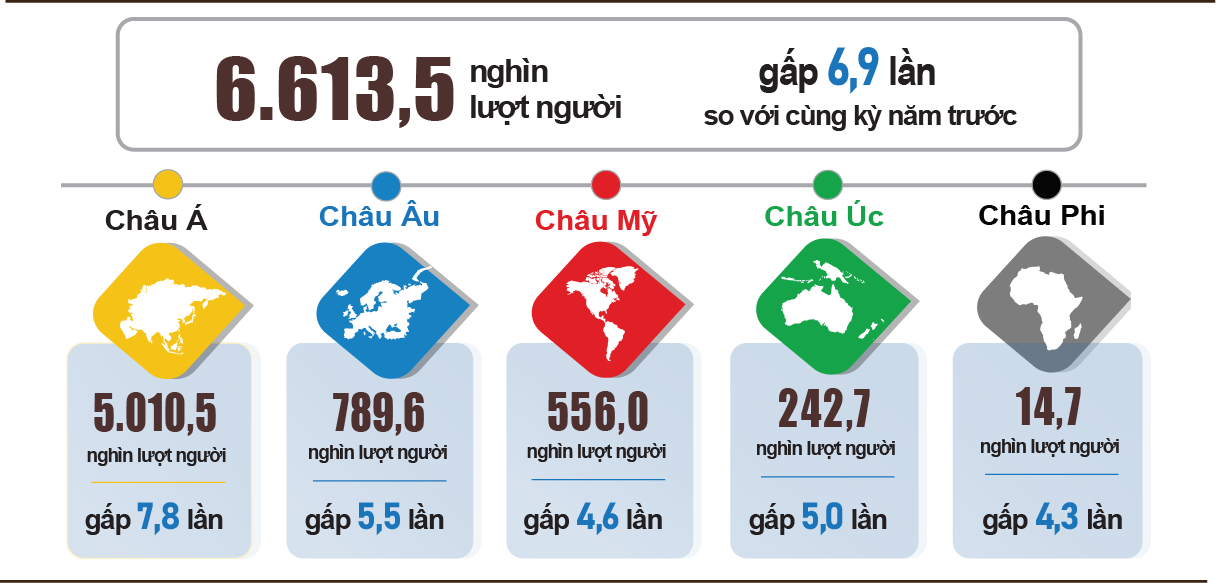 6.613,5 nghìn
lượt người
gấp 6,9 lần
so với cùng kỳ năm trước
Châu Á
Châu Âu
Châu Mỹ
Châu Úc
Châu Phi
5.010,5
nghìn lượt người
gấp 7,8 lần
789,6
nghìn lượt người
gấp 5,5 lần
556,0
nghìn lượt người
gấp 4,6 lần
242,7
nghìn lượt người
gấp 5,0 lần
14,7
nghìn lượt người
gấp 4,3 lần